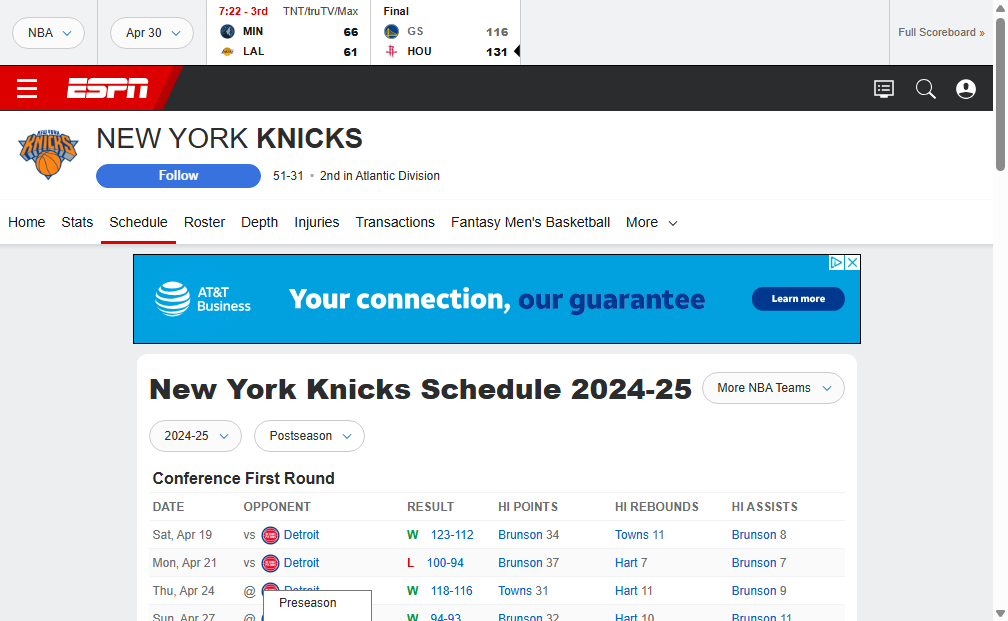 NBA
Apr 30
7:22 - 3rd TNT/truTV/Max
MIN 66
LAL 61
Final
GS 116
HOU 131
Full Scoreboard »
ESPN
NEW YORK KNICKS
Follow 51-31 • 2nd in Atlantic Division
Home Stats Schedule Roster Depth Injuries Transactions Fantasy Men's Basketball More
AT&T Business
Your connection, our guarantee
Learn more
New York Knicks Schedule 2024-25
More NBA Teams
2024-25 Postseason
Conference First Round
DATE OPPONENT RESULT HI POINTS HI REBOUNDS HI ASSISTS
Sat, Apr 19 vs Detroit W 123-112 Brunson 34 Towns 11 Brunson 8
Mon, Apr 21 vs Detroit L 100-94 Brunson 37 Hart 7 Brunson 7
Thu, Apr 24 @ Detroit W 118-116 Towns 31 Hart 11 Brunson 9
Preseason
Sun, Apr 27 @ W 94-93 Brunson 32 Hart 10 Brunson 11